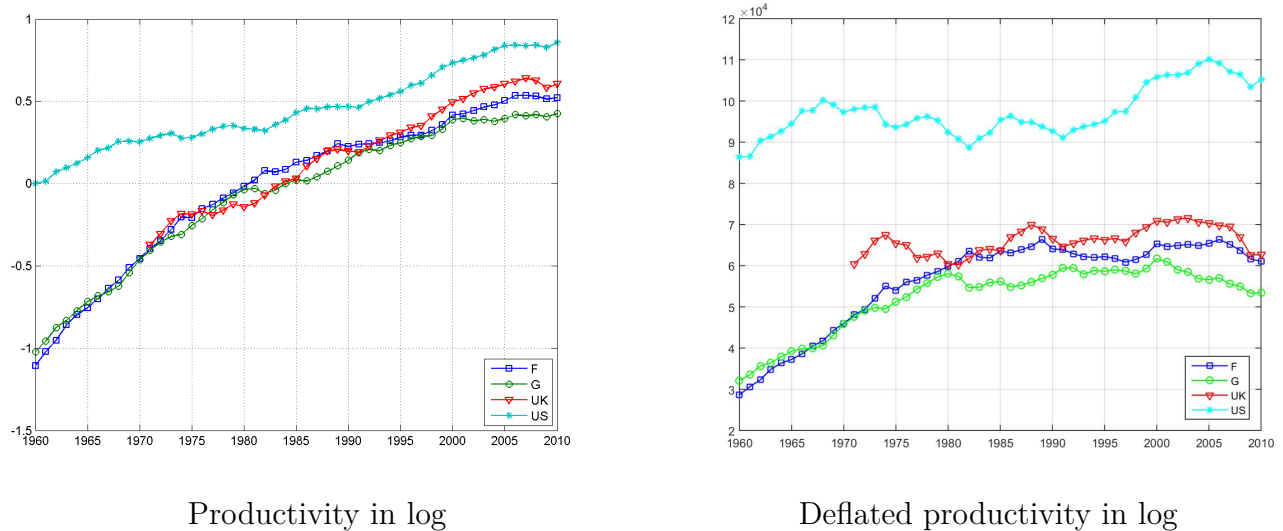 1
0.5
0
-0.5
-1
-1.5
1960 1965 1970 1975 1980 1985 1990 1995 2000 2005 2010
F
G
UK
US
Productivity in log
×10⁴
12
11
10
9
8
7
6
5
4
3
2
1960 1965 1970 1975 1980 1985 1990 1995 2000 2005 2010
F
G
UK
US
Deflated productivity in log